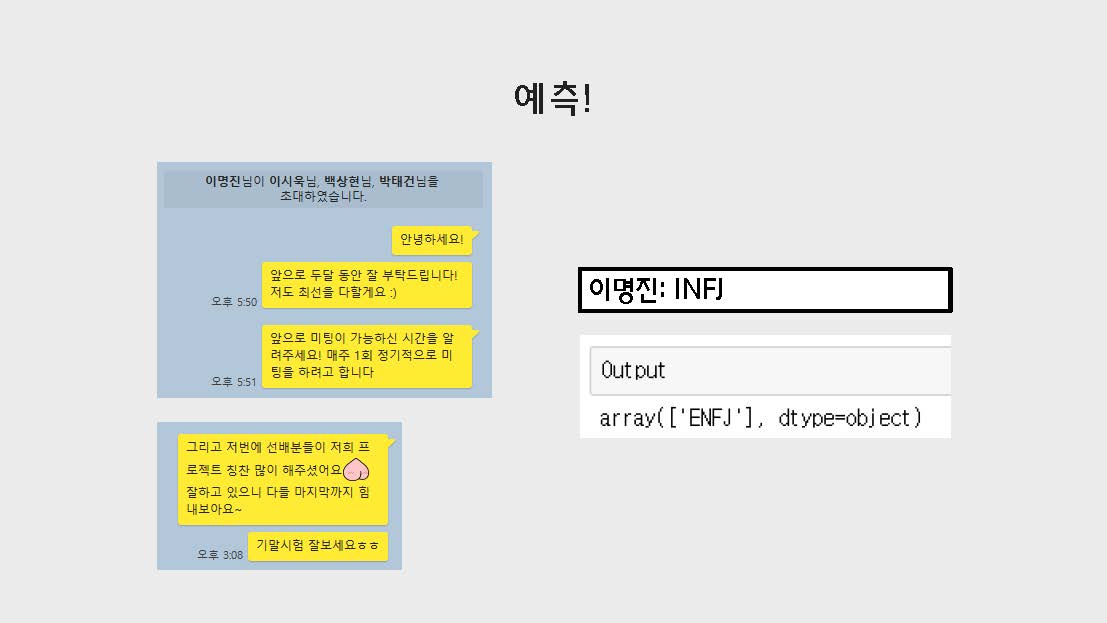 예측!
이명진님이 이시욱님, 백상현님, 박태건님을
초대하였습니다.
안녕하세요!
앞으로 두달 동안 잘 부탁드립니다!
저도 최선을 다할게요 :)
오후 5:50
앞으로 미팅이 가능하신 시간을 알
려주세요! 매주 1회 정기적으로 미
팅을 하려고 합니다
오후 5:51
그리고 저번에 선배분들이 저희 프
로젝트 칭찬 많이 해주셨어요
잘하고 있으니 다들 마지막까지 힘
내보아요~
기말시험 잘보세요ㅎㅎ
오후 3:08
이명진: INFJ
Output
array(['ENFJ'], dtype=object)